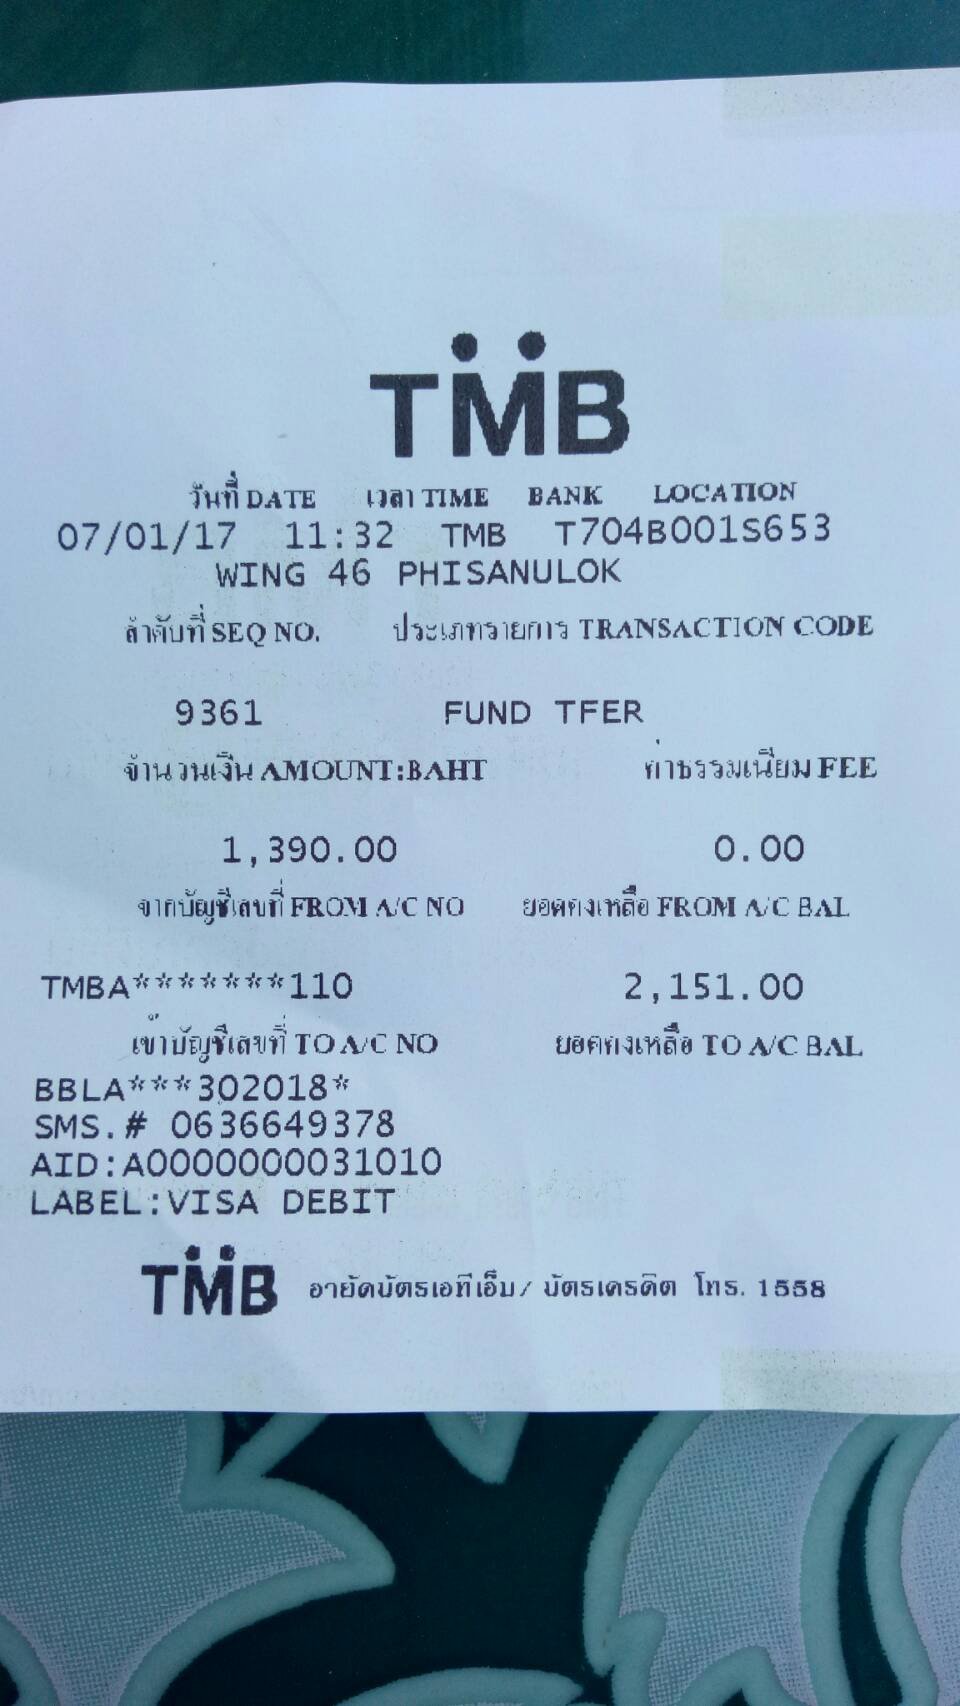 TMB
วันที่ DATE เวลา TIME BANK LOCATION
07/01/17 11:32 TMB T704B001S653
WING 46 PHISANULOK
ลำดับที่ SEQ NO. ประเภทรายการ TRANSACTION CODE
9361 FUND TFER
จำนวนเงิน AMOUNT:BAHT ค่าธรรมเนียม FEE
1,390.00 0.00
จากบัญชีเลขที่ FROM A/C NO ยอดคงเหลือ FROM A/C BAL
TMBA*******110 2,151.00
เข้าบัญชีเลขที่ TO A/C NO ยอดคงเหลือ TO A/C BAL
BBLA***302018*
SMS.# 0636649378
AID:A0000000031010
LABEL:VISA DEBIT
TMB อายัดบัตรเอทีเอ็ม/ บัตรเครดิต โทร. 1558